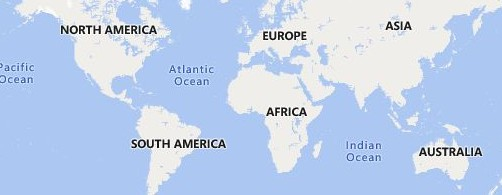 NORTH AMERICA
EUROPE
ASIA
Pacific
Ocean
Atlantic
Ocean
AFRICA
SOUTH AMERICA
Indian
Ocean
AUSTRALIA